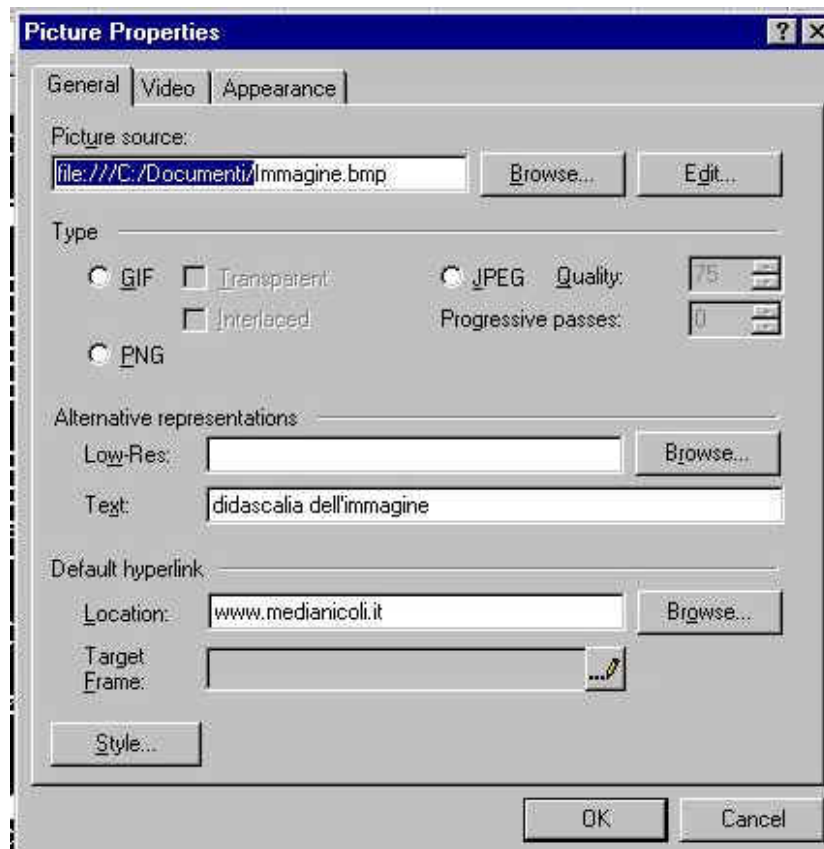 Picture Properties
General Video Appearance
Picture source:
file:///C:/Documenti/Immagine.bmp Browse... Edit...
Type
GIF Transparent JPEG Quality: 75
Interlaced Progressive passes: 0
PNG
Alternative representations
Low-Res: Browse...
Text: didascalia dell'immagine
Default hyperlink
Location: www.medianicoli.it Browse...
Target
Frame: ...
Style...
OK Cancel